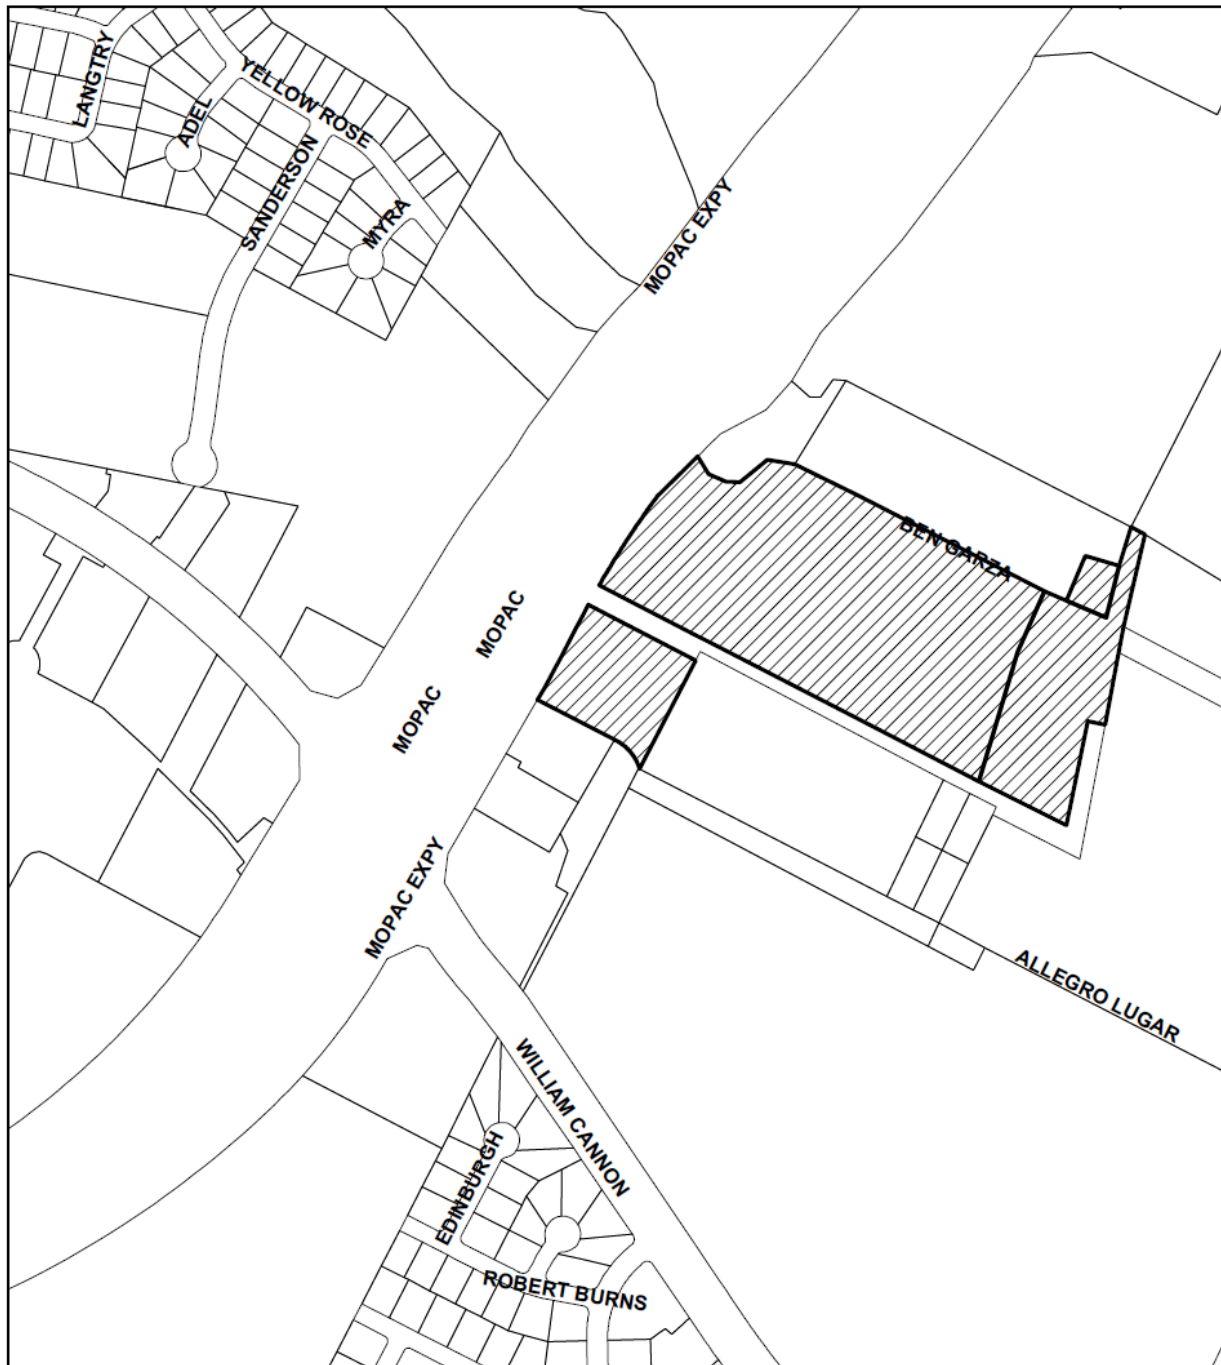 LANGTRY
YELLOW ROSE
ADEL
SANDERSON
MYRA
MOPAC EXPY
BEN GARZA
MOPAC
MOPAC
MOPAC EXPY
ALLEGRO LUGAR
WILLIAM CANNON
EDINBURGH
ROBERT BURNS